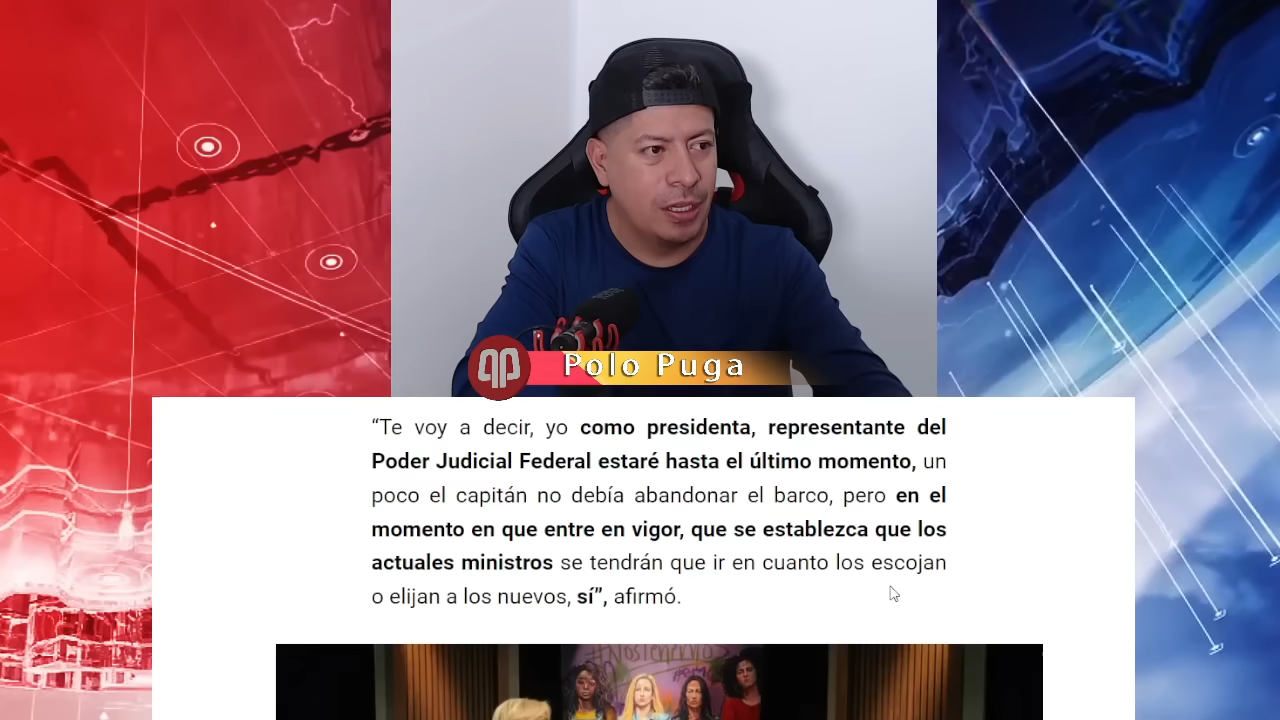 Polo Puga
“Te voy a decir, yo como presidenta, representante del
Poder Judicial Federal estaré hasta el último momento, un
poco el capitán no debía abandonar el barco, pero en el
momento en que entre en vigor, que se establezca que los
actuales ministros se tendrán que ir en cuanto los escojan
o elijan a los nuevos, sí”, afirmó.